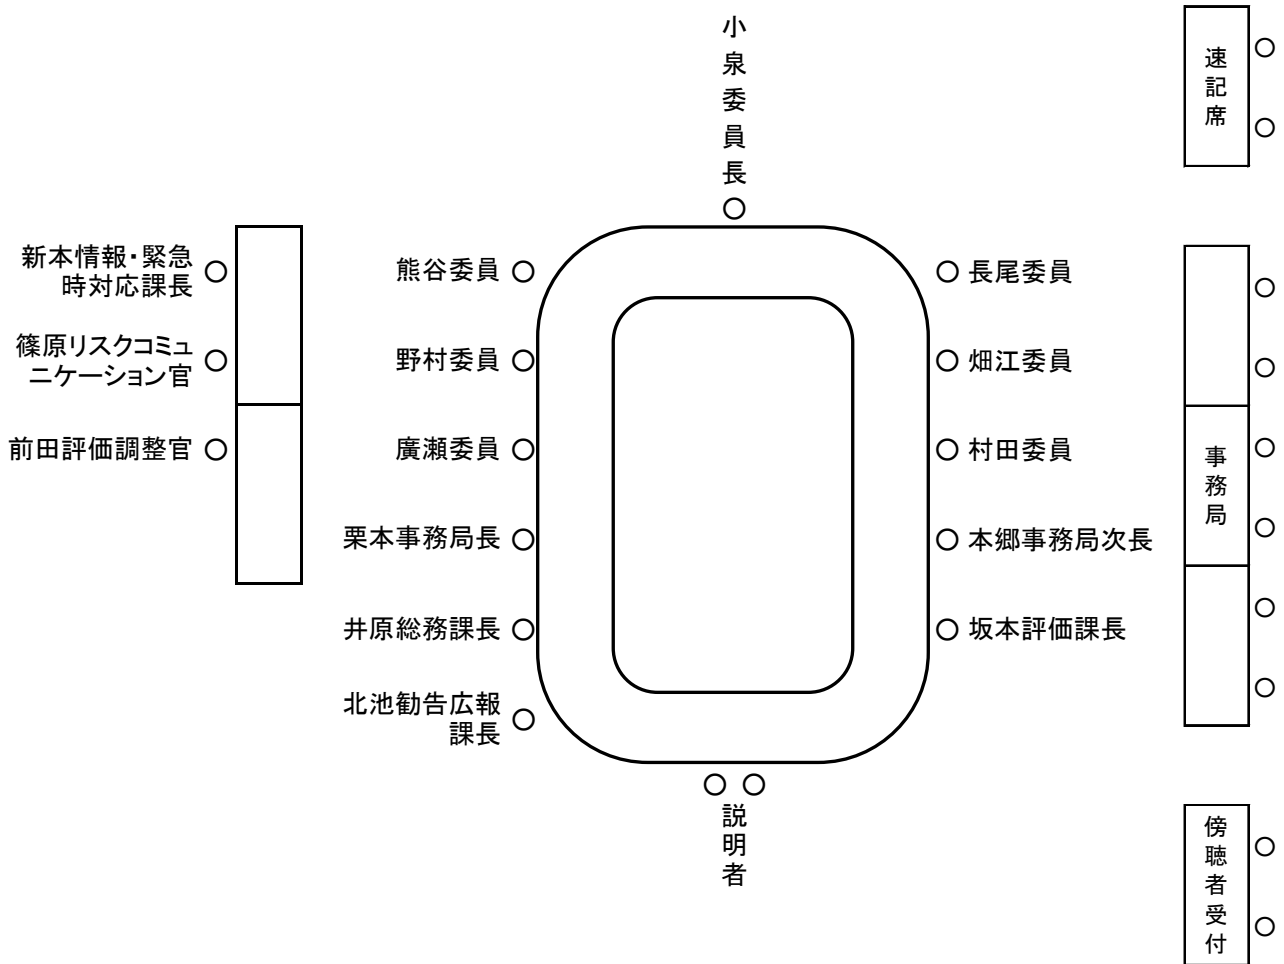 小泉委員長
速記席
新本情報・緊急
時対応課長
篠原リスクコミュ
ニケーション官
前田評価調整官
熊谷委員
野村委員
廣瀬委員
栗本事務局長
井原総務課長
北池勧告広報
課長
長尾委員
畑江委員
村田委員
本郷事務局次長
坂本評価課長
事務局
説明者
傍聴者受付